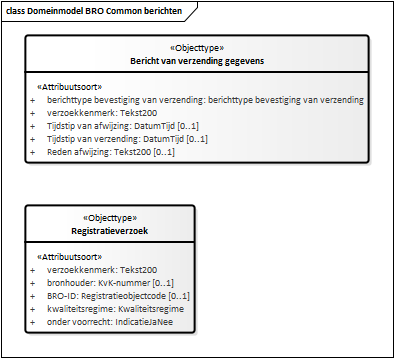 class Domeinmodel BRO Common berichten
«Objecttype»
Bericht van verzending gegevens
«Attribuutsoort»
+ berichttype bevestiging van verzending: berichttype bevestiging van verzending
+ verzoekkenmerk: Tekst200
+ Tijdstip van afwijzing: DatumTijd [0..1]
+ Tijdstip van verzending: DatumTijd [0..1]
+ Reden afwijzing: Tekst200 [0..1]
«Objecttype»
Registratieverzoek
«Attribuutsoort»
+ verzoekkenmerk: Tekst200
+ bronhouder: KvK-nummer [0..1]
+ BRO-ID: Registratieobjectcode [0..1]
+ kwaliteitsregime: Kwaliteitsregime
+ onder voorrecht: IndicatieJaNee